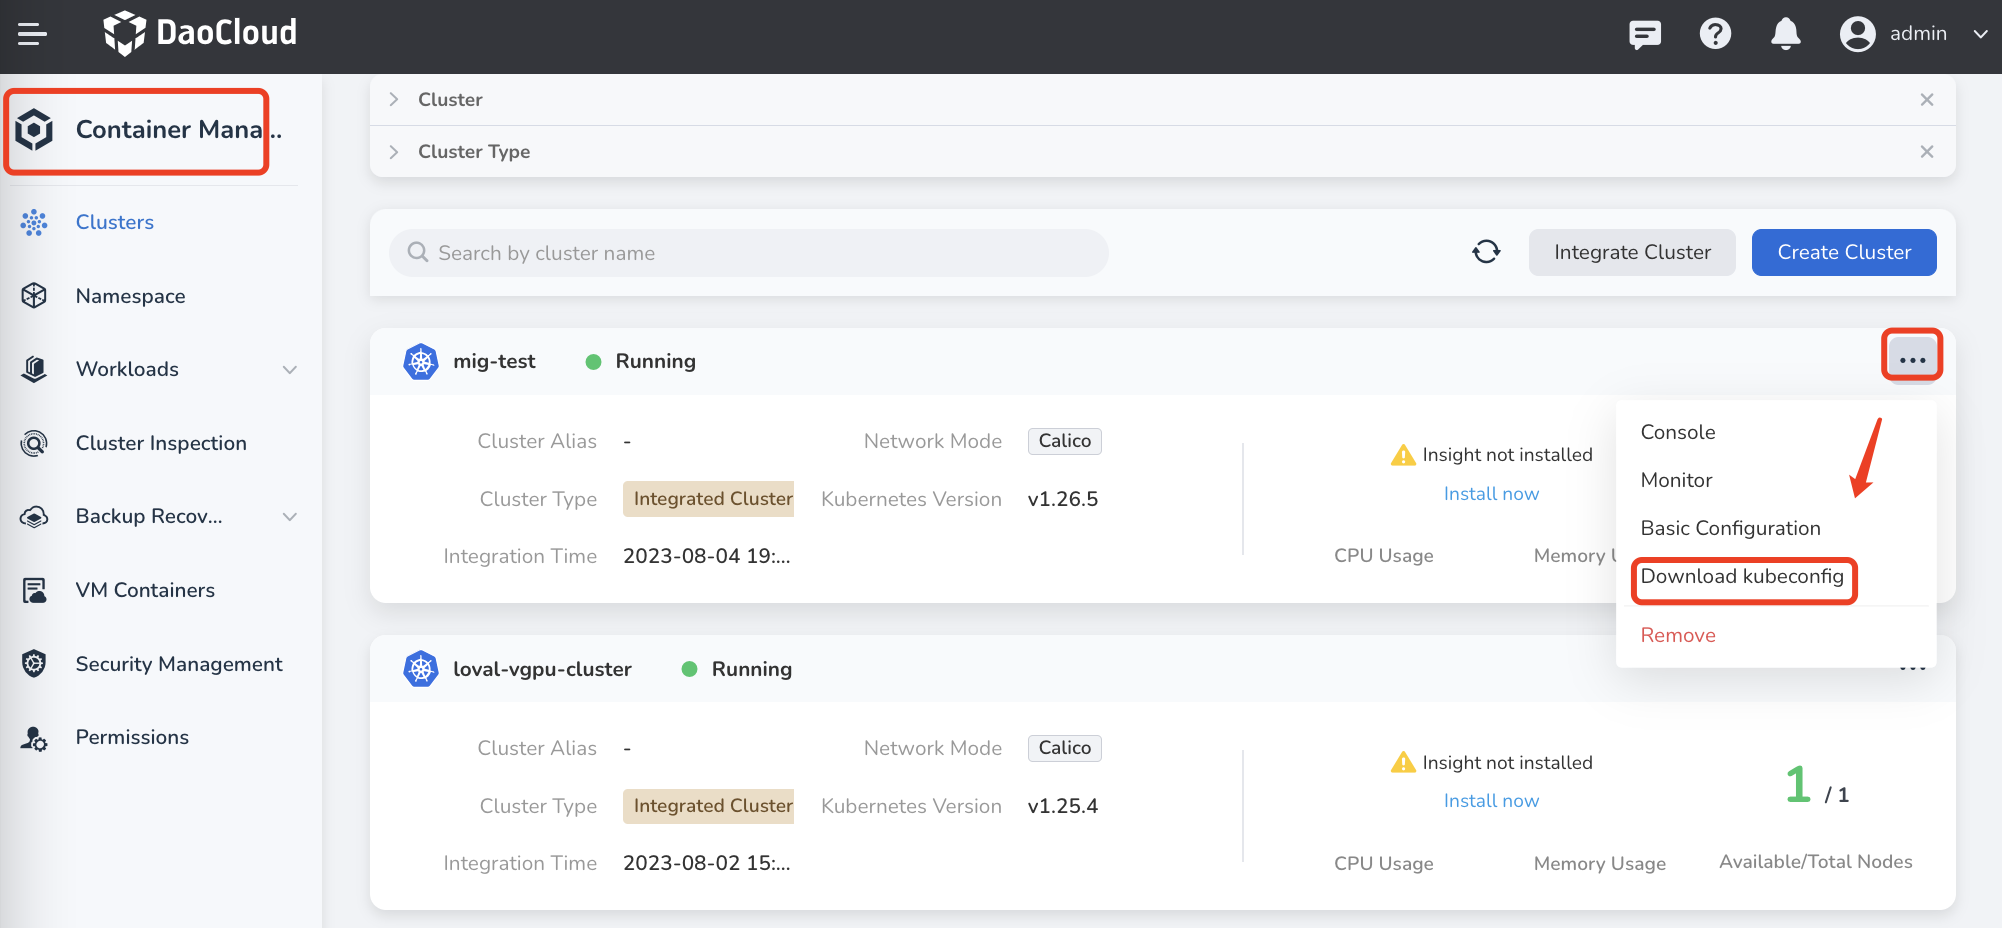 DaoCloud
admin
Container Mana...
Clusters
Namespace
Workloads
Cluster Inspection
Backup Recov...
VM Containers
Security Management
Permissions
Cluster
Cluster Type
Search by cluster name
Integrate Cluster
Create Cluster
mig-test Running
Cluster Alias -
Network Mode Calico
Cluster Type Integrated Cluster
Kubernetes Version v1.26.5
Integration Time 2023-08-04 19:...
Insight not installed
Install now
CPU Usage
Memory U
Console
Monitor
Basic Configuration
Download kubeconfig
Remove
loval-vgpu-cluster Running
Cluster Alias -
Network Mode Calico
Cluster Type Integrated Cluster
Kubernetes Version v1.25.4
Integration Time 2023-08-02 15:...
Insight not installed
Install now
CPU Usage
Memory Usage
1 / 1
Available/Total Nodes